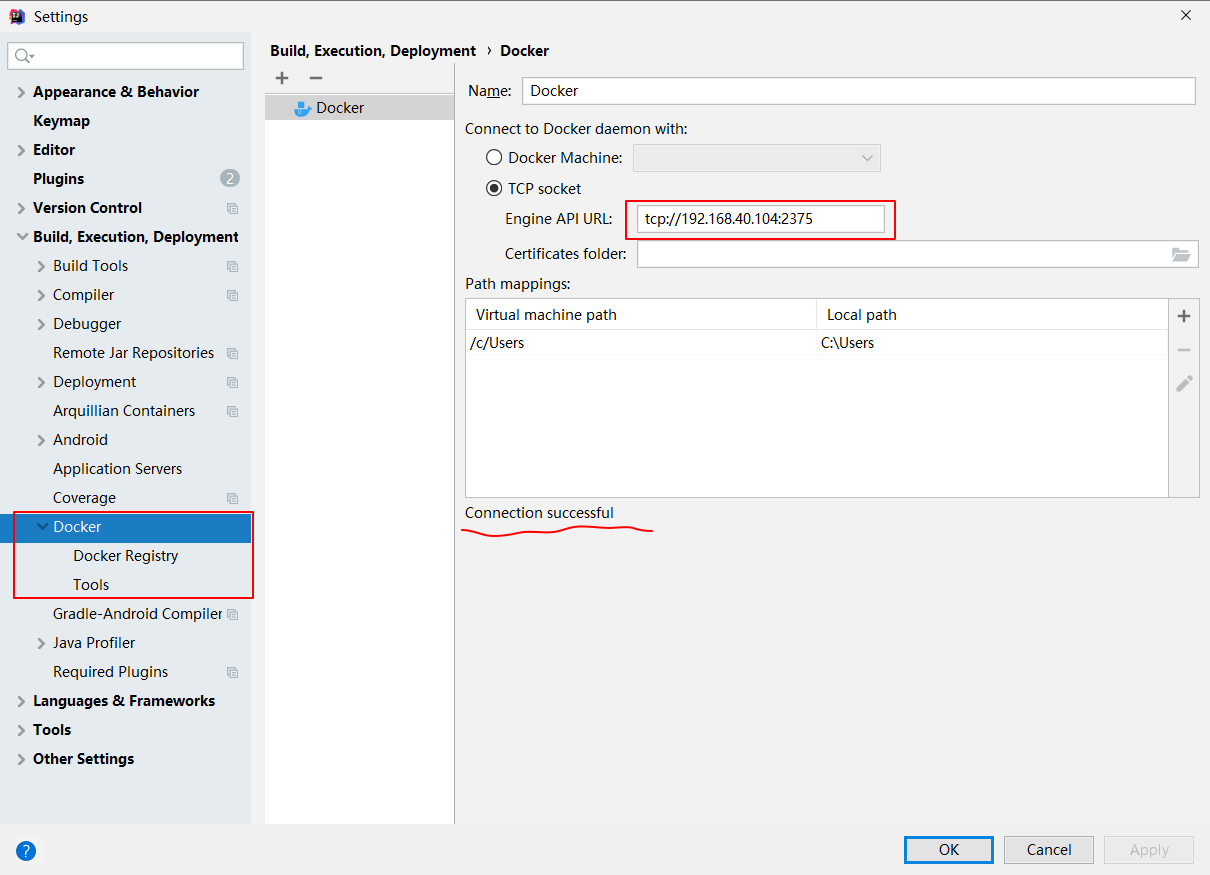 Settings
Build, Execution, Deployment › Docker
Appearance & Behavior
Keymap
Editor
Plugins 2
Version Control
Build, Execution, Deployment
Build Tools
Compiler
Debugger
Remote Jar Repositories
Deployment
Arquillian Containers
Android
Application Servers
Coverage
Docker
Docker Registry
Tools
Gradle-Android Compiler
Java Profiler
Required Plugins
Languages & Frameworks
Tools
Other Settings
Docker
Name: Docker
Connect to Docker daemon with:
Docker Machine:
TCP socket
Engine API URL: tcp://192.168.40.104:2375
Certificates folder:
Path mappings:
Virtual machine path Local path
/c/Users C:\Users
Connection successful
?
OK Cancel Apply